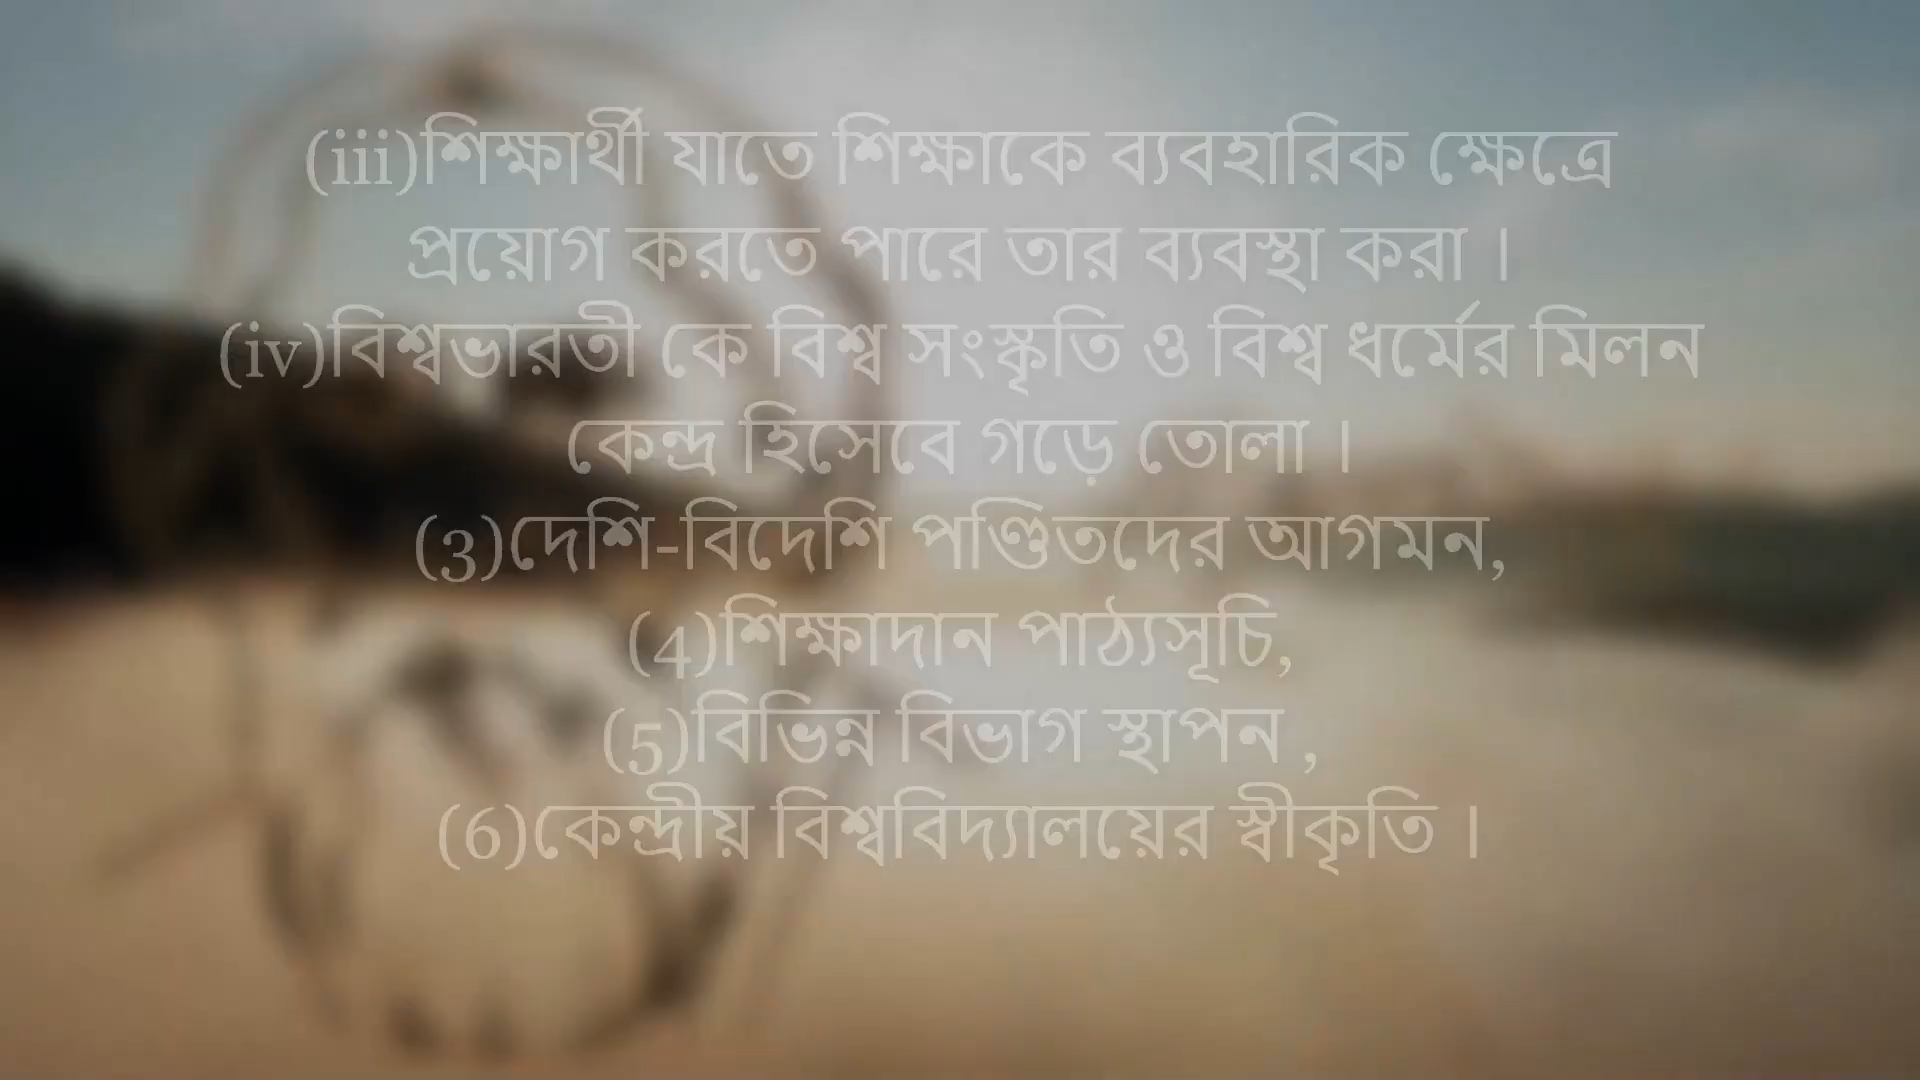 (iii)শিক্ষার্থী যাতে শিক্ষাকে ব্যবহারিক ক্ষেত্রে
প্রয়োগ করতে পারে তার ব্যবস্থা করা ।
(iv)বিশ্বভারতী কে বিশ্ব সংস্কৃতি ও বিশ্ব ধর্মের মিলন
কেন্দ্র হিসেবে গড়ে তোলা ।
(3)দেশি-বিদেশি পণ্ডিতদের আগমন,
(4)শিক্ষাদান পাঠ্যসূচি,
(5)বিভিন্ন বিভাগ স্থাপন ,
(6)কেন্দ্রীয় বিশ্ববিদ্যালয়ের স্বীকৃতি ।